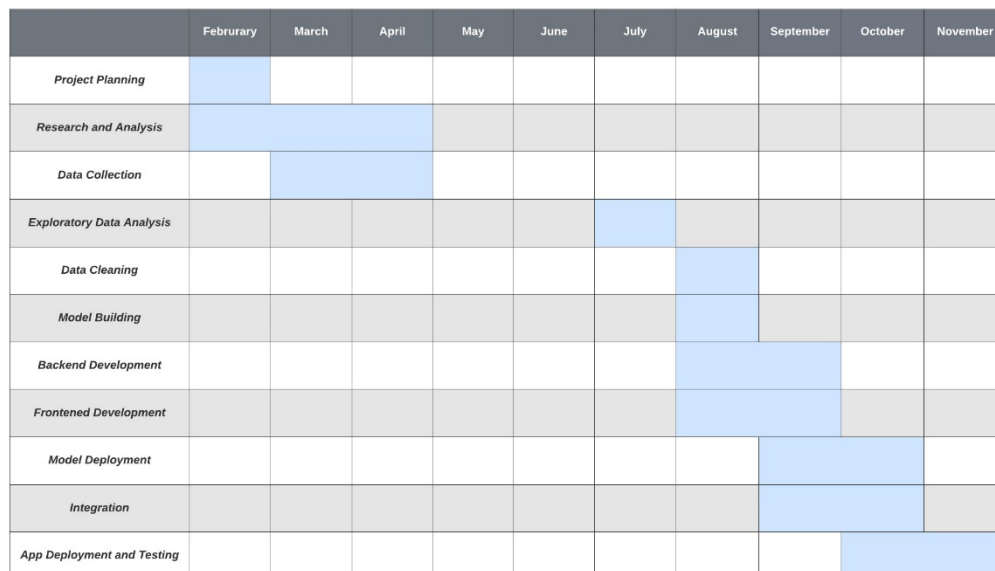 Februrary March April May June July August September October November
Project Planning
Research and Analysis
Data Collection
Exploratory Data Analysis
Data Cleaning
Model Building
Backend Development
Frontened Development
Model Deployment
Integration
App Deployment and Testing